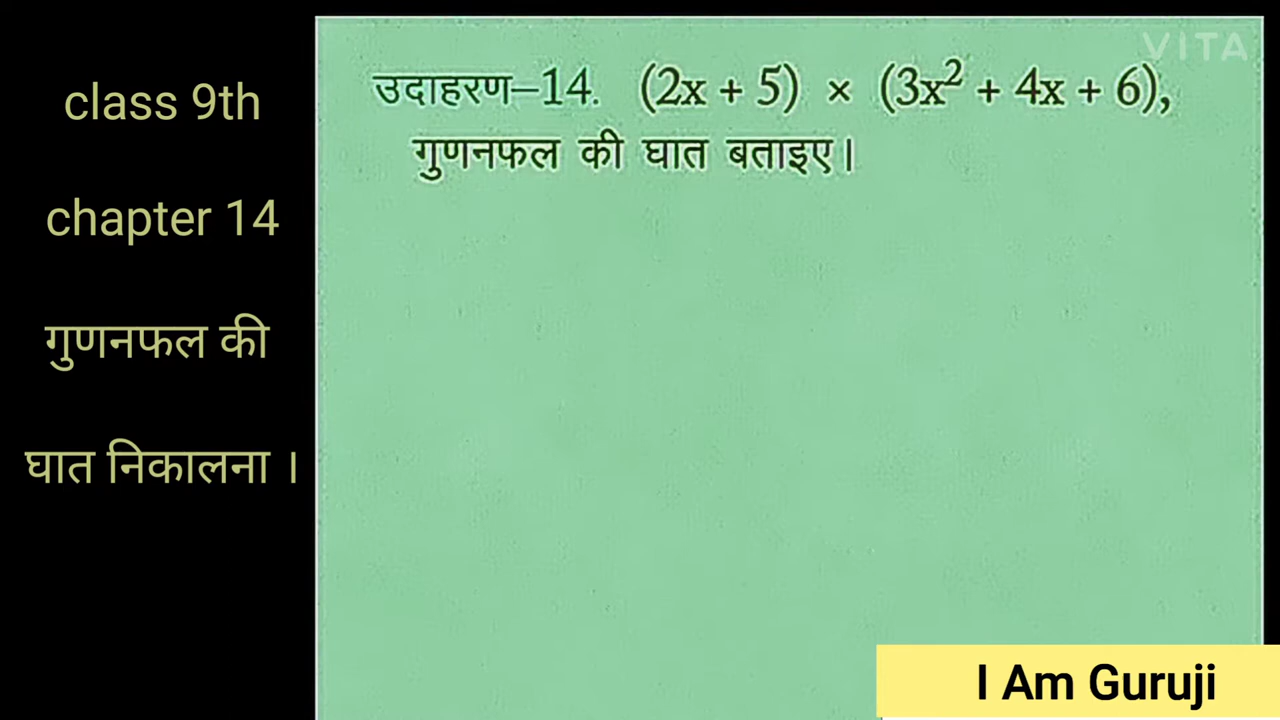 class 9th
chapter 14
गुणनफल की
घात निकालना ।
VITA
उदाहरण–14. (2x + 5) × (3x² + 4x + 6),
गुणनफल की घात बताइए।
I Am Guruji